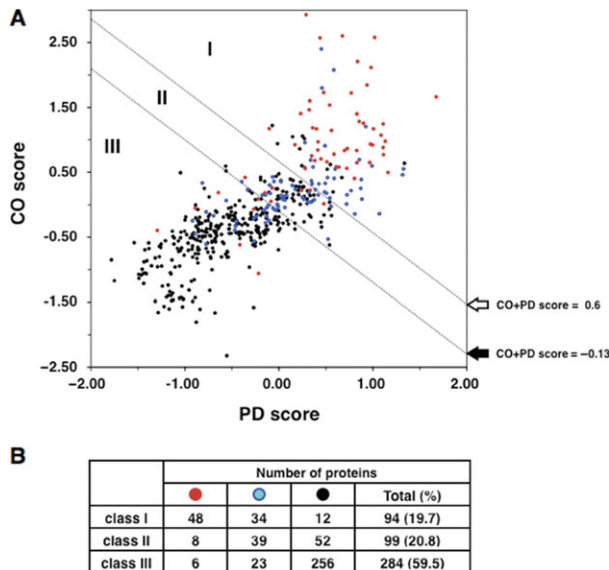 A
I
II
III
2.50
1.50
0.50
-0.50
-1.50
-2.50
CO score
−2.00
-1.00
0.00
1.00
2.00
PD score
CO+PD score = 0.6
CO+PD score = −0.13
B
Number of proteins
Total (%)
class I 48 34 12 94 (19.7)
class II 8 39 52 99 (20.8)
class III 6 23 256 284 (59.5)